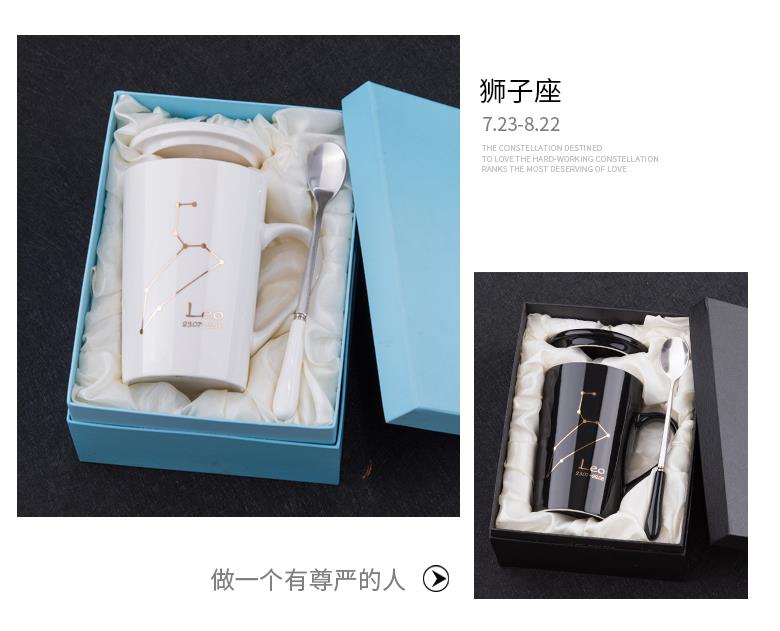 狮子座
7.23-8.22
THE CONSTELLATION DESTINED
TO LOVE THE HARD-WORKING CONSTELLATION
RANKS THE MOST DESERVING OF LOVE
Leo
Leo
做一个有尊严的人